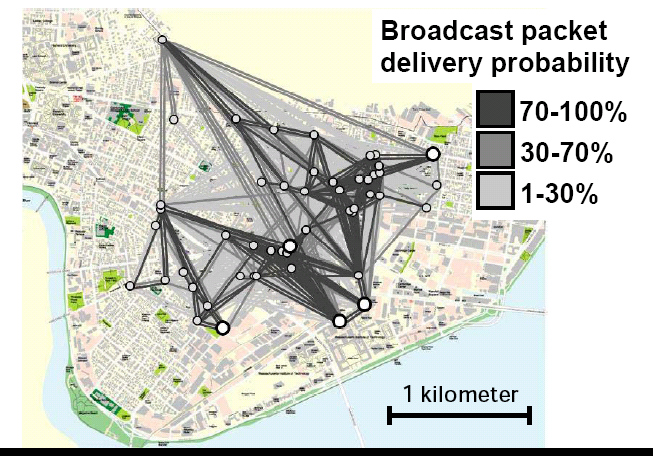 Broadcast packet
delivery probability
70-100%
30-70%
1-30%
1 kilometer